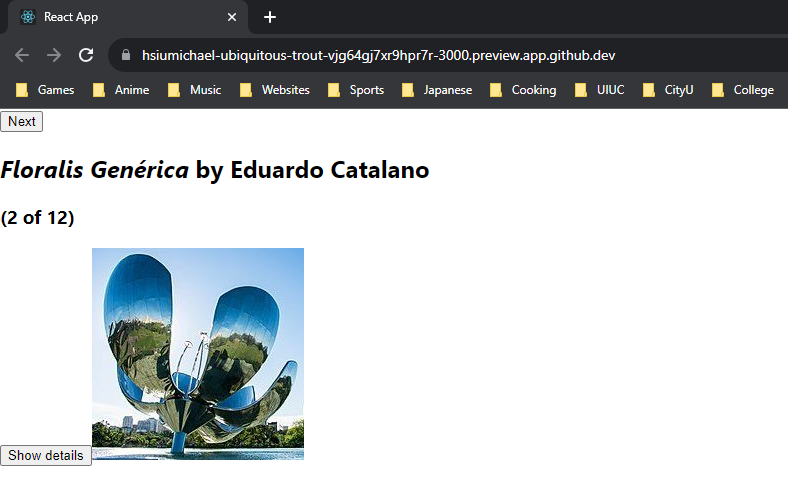 React App
hsiumichael-ubiquitous-trout-vjg64gj7xr9hpr7r-3000.preview.app.github.dev
Games Anime Music Websites Sports Japanese Cooking UIUC CityU College
Next
Floralis Genérica by Eduardo Catalano
(2 of 12)
Show details